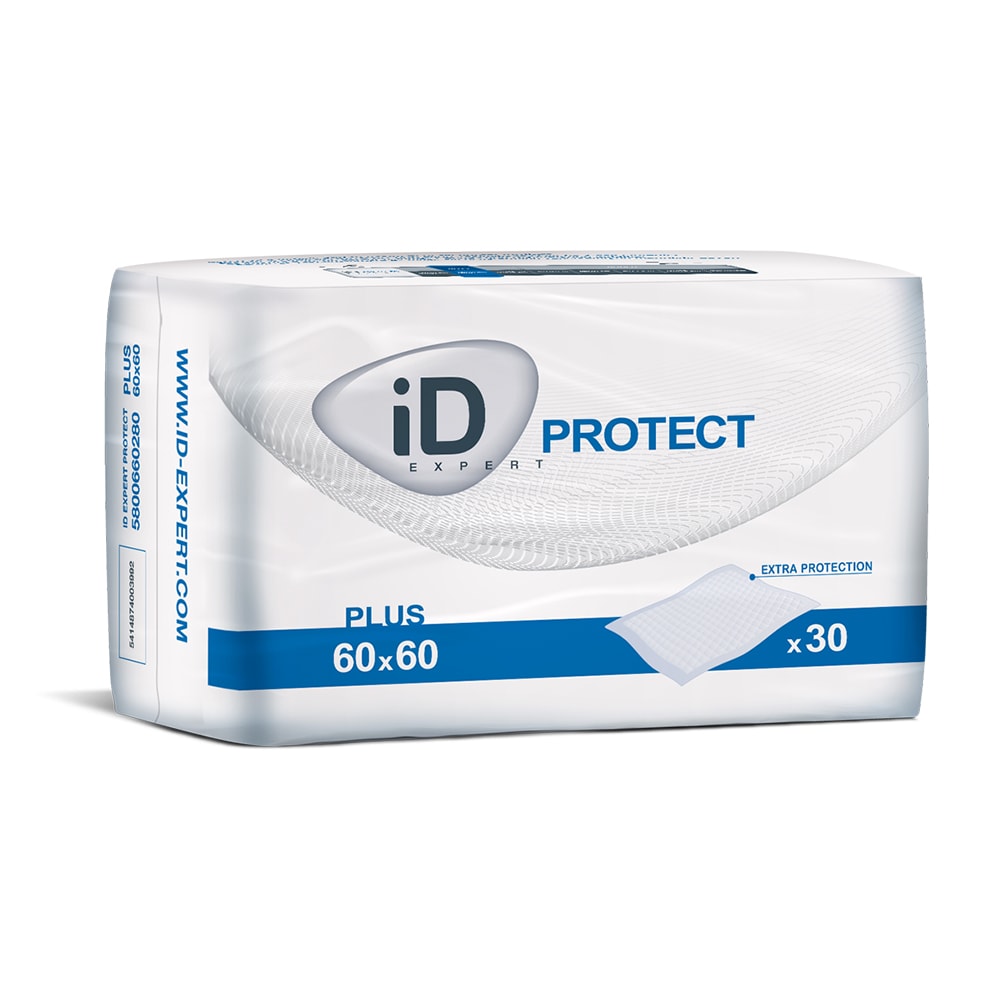 iD
EXPERT
PROTECT
EXTRA PROTECTION
PLUS
60x60
x30
WWW.ID-EXPERT.COM
ID EXPERT PROTECT PLUS
5800660280 60x60
5414874003992